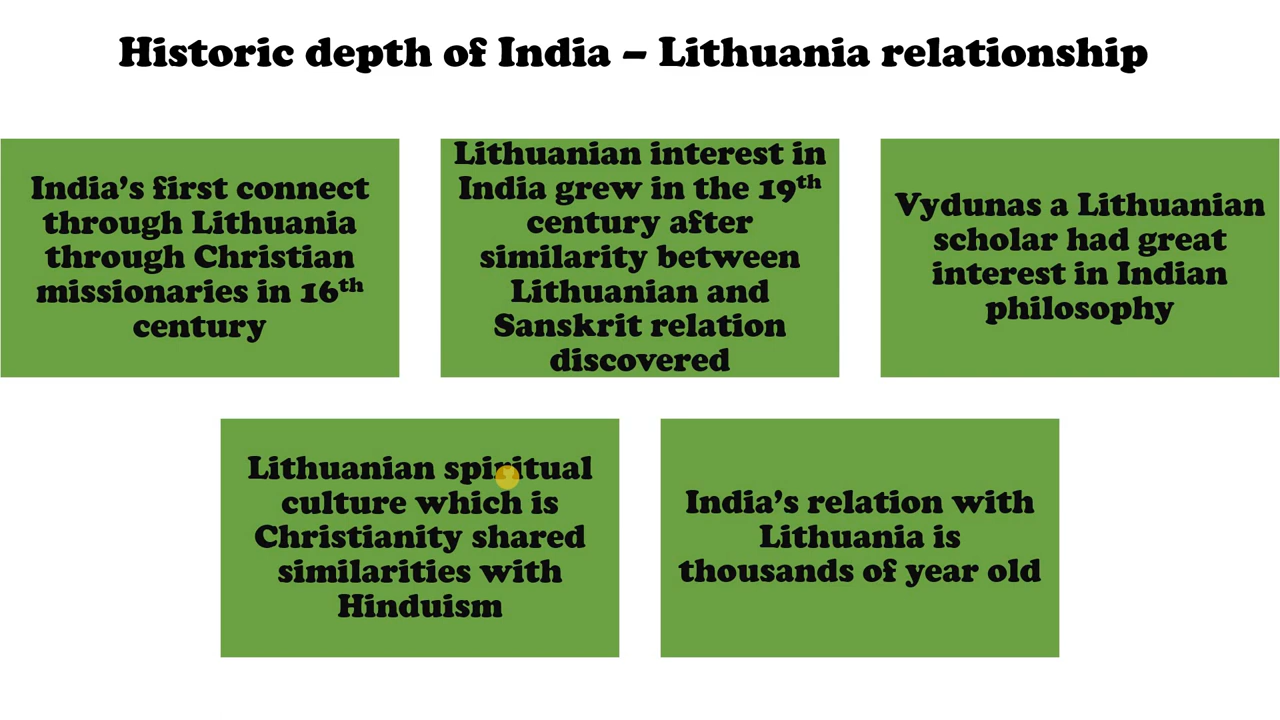 Historic depth of India – Lithuania relationship
India’s first connect
through Lithuania
through Christian
missionaries in 16th
century
Lithuanian interest in
India grew in the 19th
century after
similarity between
Lithuanian and
Sanskrit relation
discovered
Vydunas a Lithuanian
scholar had great
interest in Indian
philosophy
Lithuanian spiritual
culture which is
Christianity shared
similarities with
Hinduism
India’s relation with
Lithuania is
thousands of year old